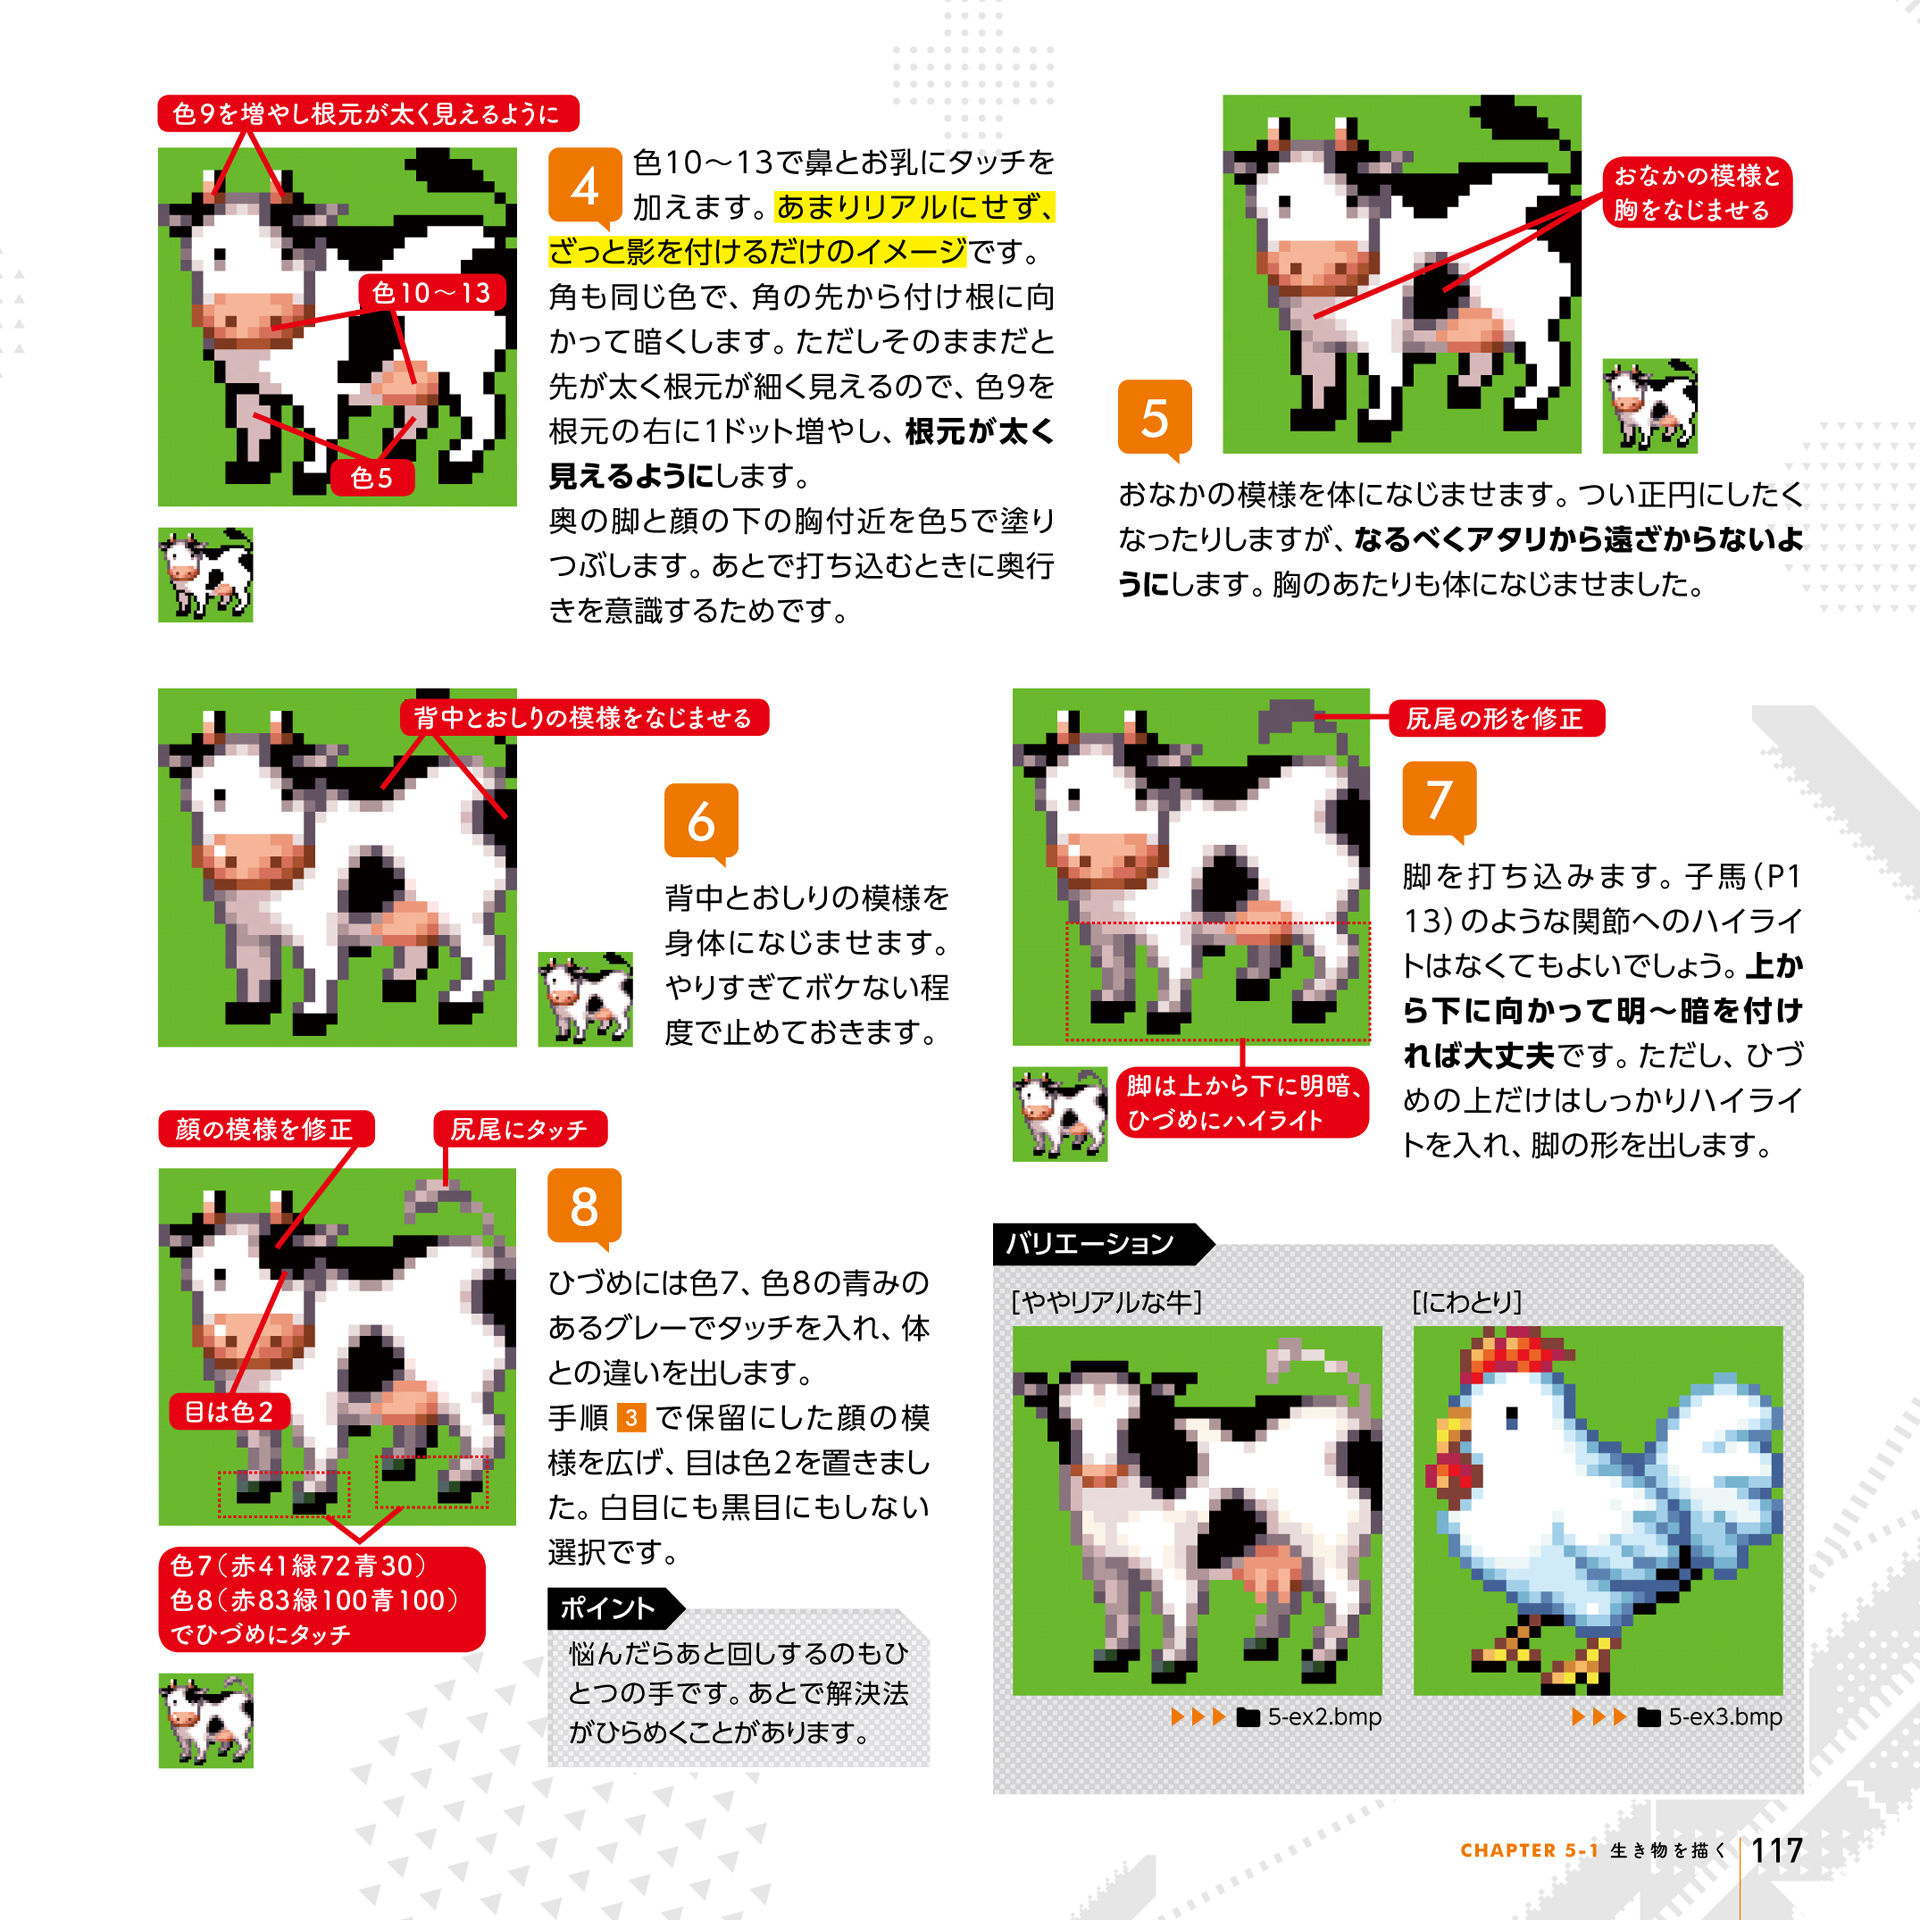 色9を増やし根元が太く見えるように
4
色10～13で鼻とお乳にタッチを
加えます。あまりリアルにせず、
ざっと影を付けるだけのイメージです。
角も同じ色で、角の先から付け根に向
かって暗くします。ただしそのままだと
先が太く根元が細く見えるので、色9を
根元の右に1ドット増やし、根元が太く
見えるようにします。
奥の脚と顔の下の胸付近を色5で塗り
つぶします。あとで打ち込むときに奥行
きを意識するためです。
色10～13
色5
おなかの模様と
胸をなじませる
5
おなかの模様を体になじませます。つい正円にしたく
なったりしますが、なるべくアタリから遠ざからないよ
うにします。胸のあたりも体になじませました。
背中とおしりの模様をなじませる
6
背中とおしりの模様を
身体になじませます。
やりすぎてボケない程
度で止めておきます。
尻尾の形を修正
7
脚を打ち込みます。子馬(P1
13)のような関節へのハイライ
トはなくてもよいでしょう。上か
ら下に向かって明～暗を付け
れば大丈夫です。ただし、ひづ
めの上だけはしっかりハイライ
トを入れ、脚の形を出します。
脚は上から下に明暗、
ひづめにハイライト
顔の模様を修正
尻尾にタッチ
8
ひづめには色7、色8の青みの
あるグレーでタッチを入れ、体
との違いを出します。
手順 3 で保留にした顔の模
様を広げ、目は色2を置きまし
た。白目にも黒目にもしない
選択です。
目は色2
色7(赤41緑72青30)
色8(赤83緑100青100)
でひづめにタッチ
ポイント
悩んだらあと回しするのもひ
とつの手です。あとで解決法
がひらめくことがあります。
バリエーション
[ややリアルな牛]
[にわとり]
5-ex2.bmp
5-ex3.bmp
CHAPTER 5-1 生き物を描く 117